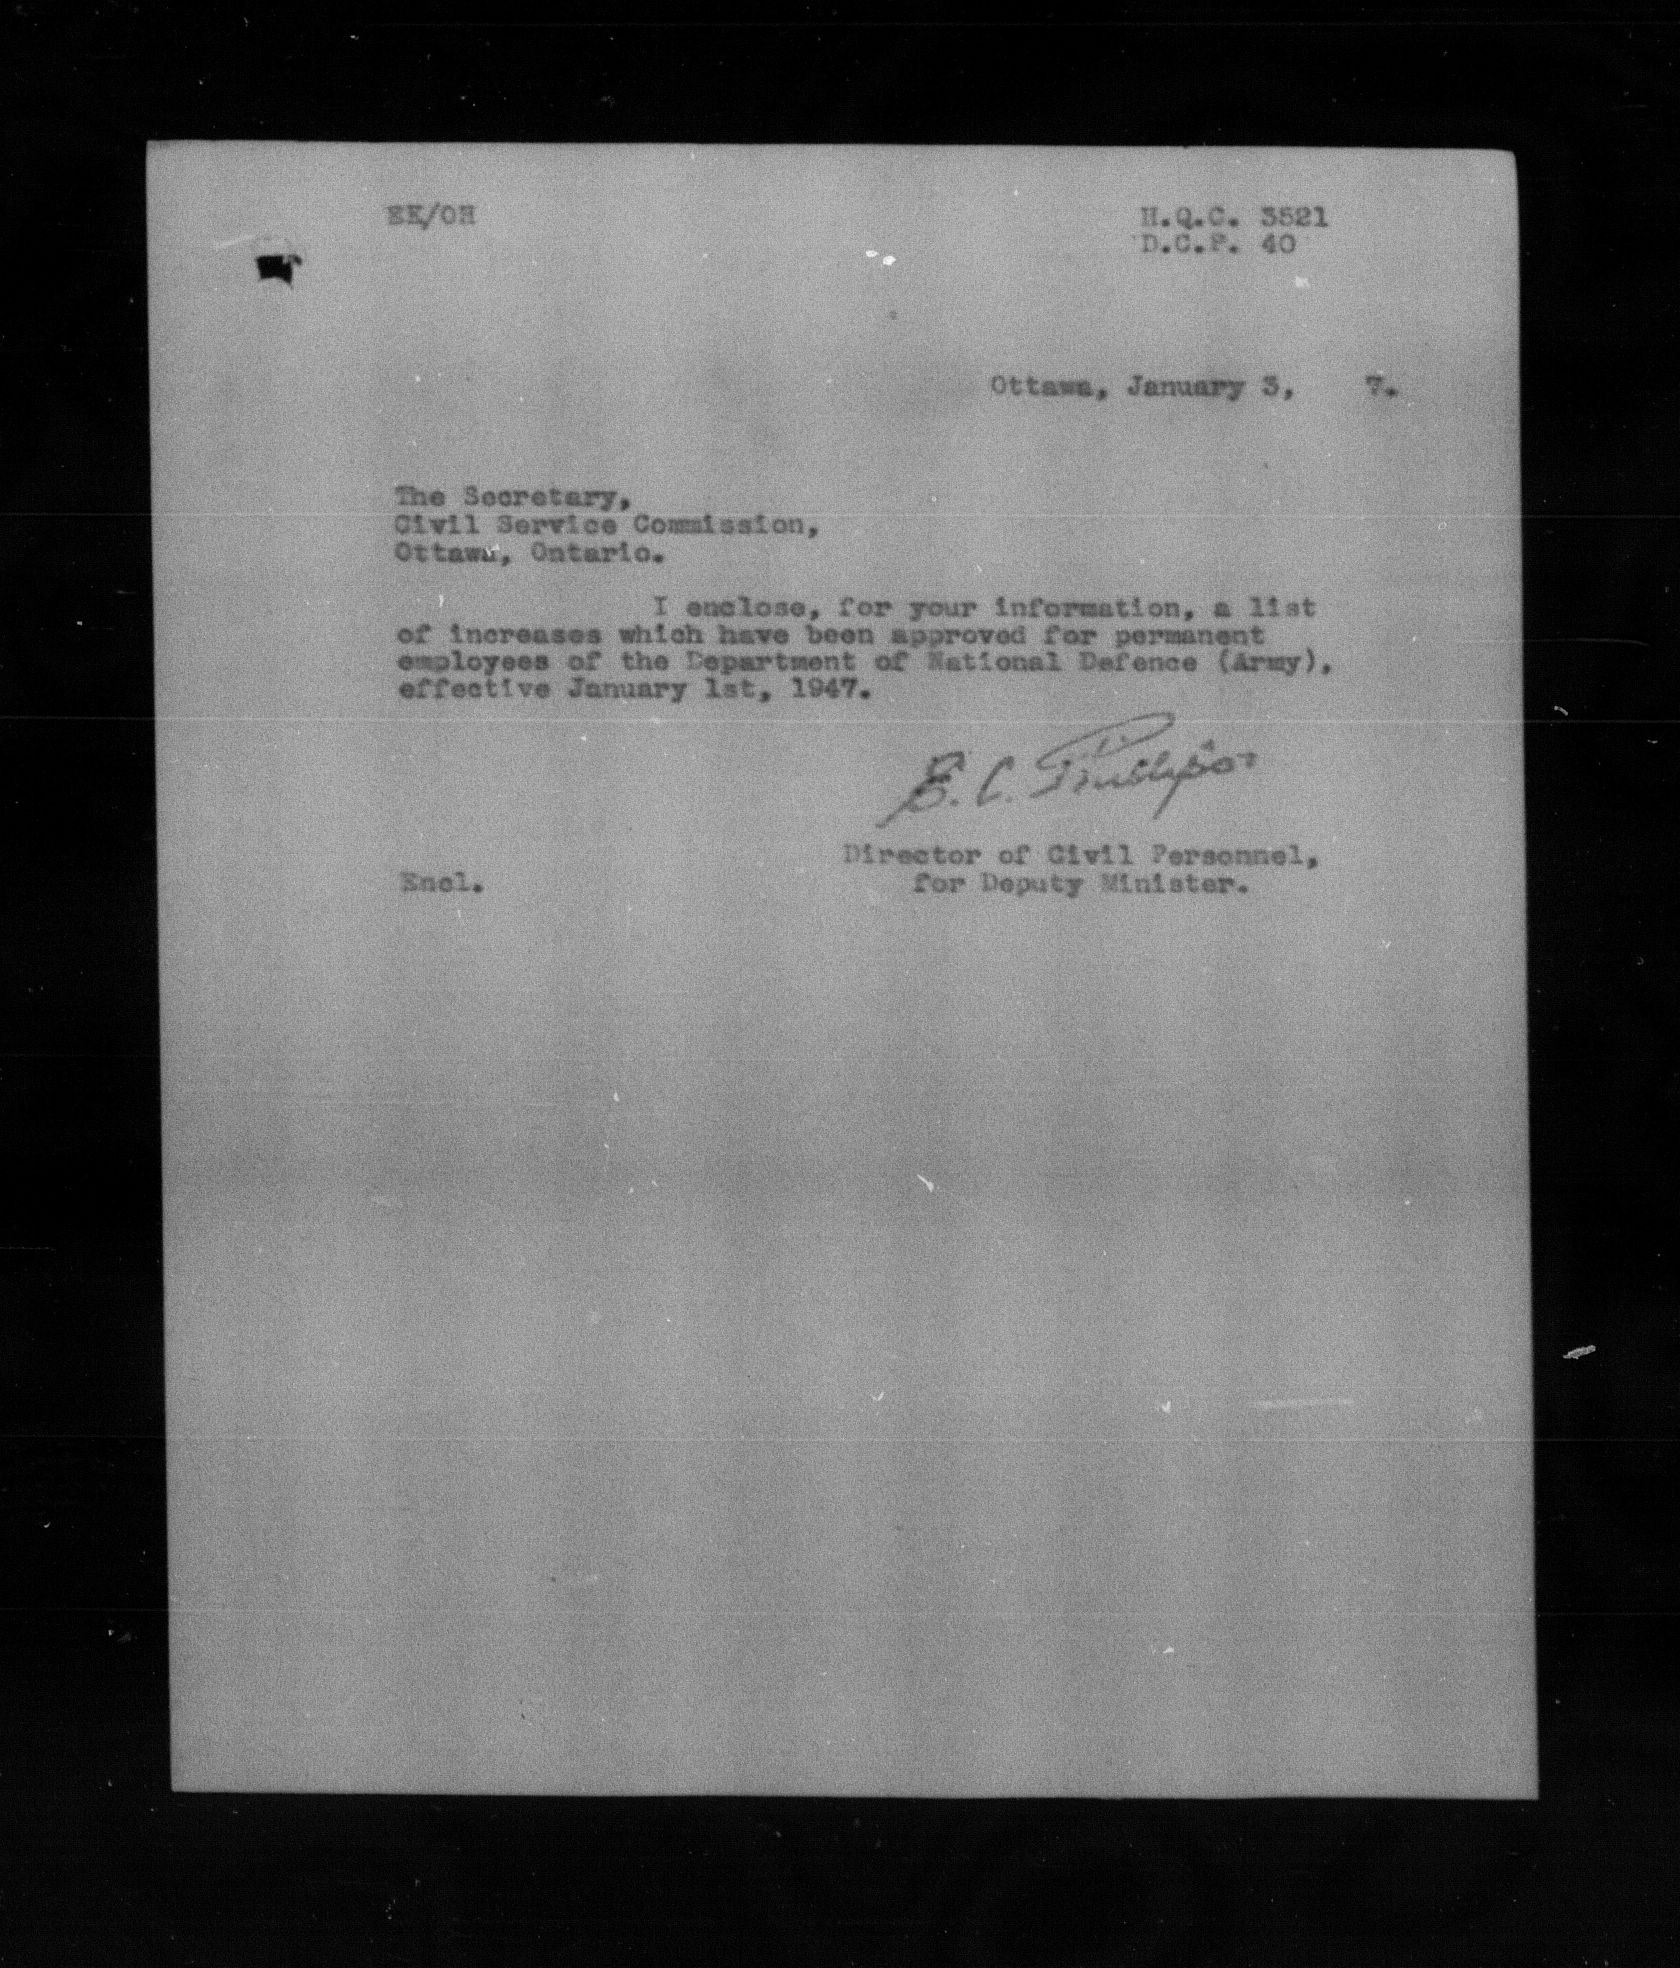 EK/OH
H.Q.C. 3521
D.C.P. 40
Ottawa, January 3, 7.
The Secretary,
Civil Service Commission,
Ottawa, Ontario.
I enclose, for your information, a list
of increases which have been approved for permanent
employees of the Department of National Defence (Army),
effective January 1st, 1947.
E. C.
Director of Civil Personnel,
Encl.
for Deputy Minister.